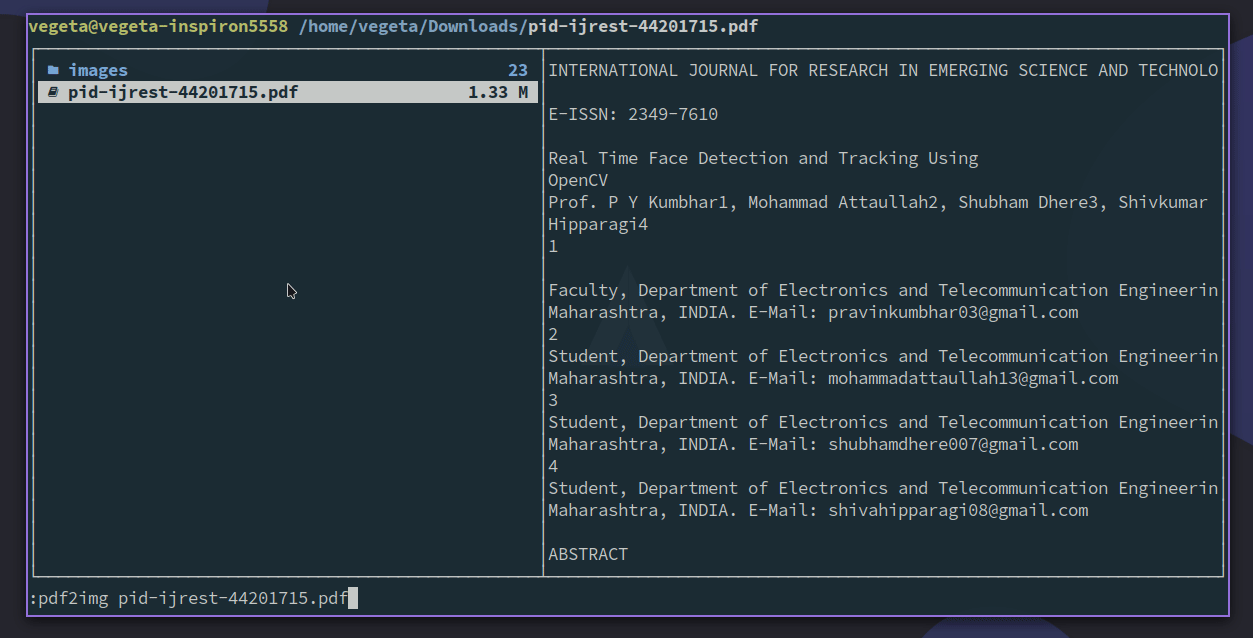 vegeta@vegeta-inspiron5558 /home/vegeta/Downloads/pid-ijrest-44201715.pdf
images 23
pid-ijrest-44201715.pdf 1.33 M
INTERNATIONAL JOURNAL FOR RESEARCH IN EMERGING SCIENCE AND TECHNOLO
E-ISSN: 2349-7610
Real Time Face Detection and Tracking Using
OpenCV
Prof. P Y Kumbhar1, Mohammad Attaullah2, Shubham Dhere3, Shivkumar
Hipparagi4
1
Faculty, Department of Electronics and Telecommunication Engineerin
Maharashtra, INDIA. E-Mail: pravinkumbhar03@gmail.com
2
Student, Department of Electronics and Telecommunication Engineerin
Maharashtra, INDIA. E-Mail: mohammadattaullah13@gmail.com
3
Student, Department of Electronics and Telecommunication Engineerin
Maharashtra, INDIA. E-Mail: shubhamdhere007@gmail.com
4
Student, Department of Electronics and Telecommunication Engineerin
Maharashtra, INDIA. E-Mail: shivahipparagi08@gmail.com
ABSTRACT
:pdf2img pid-ijrest-44201715.pdf